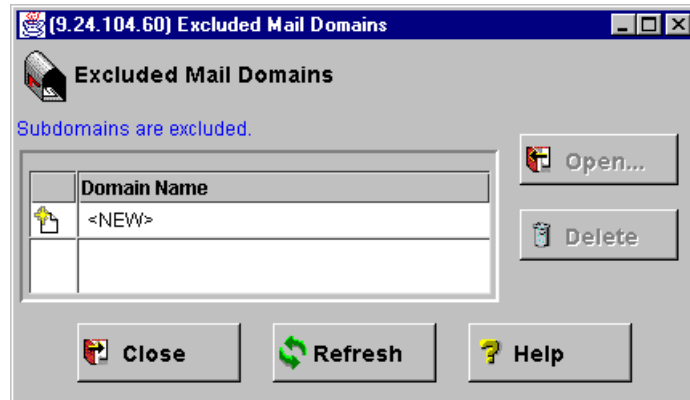 (9.24.104.60) Excluded Mail Domains
Excluded Mail Domains
Subdomains are excluded.
Open...
Domain Name
<NEW>
Delete
Close
Refresh
Help